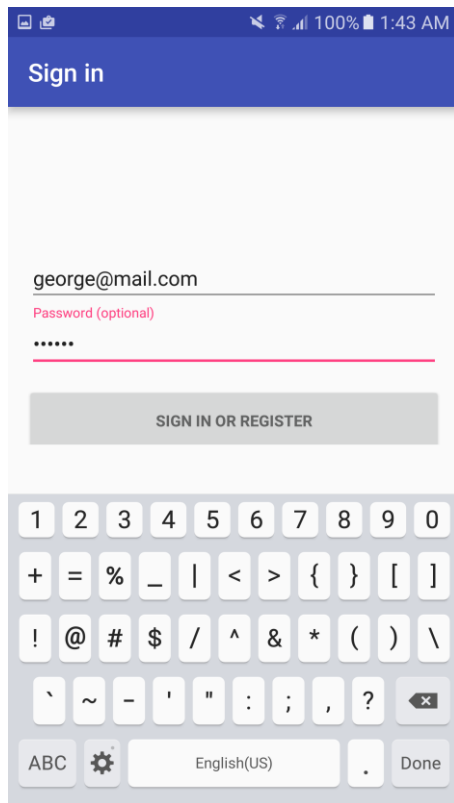 100% 1:43 AM
Sign in
george@mail.com
Password (optional)
••••••
SIGN IN OR REGISTER
1 2 3 4 5 6 7 8 9 0
+ = % _ | < > { } [ ]
! @ # $ / ^ & * ( ) \
` ~ - ' " : ; , ?
ABC English(US) . Done